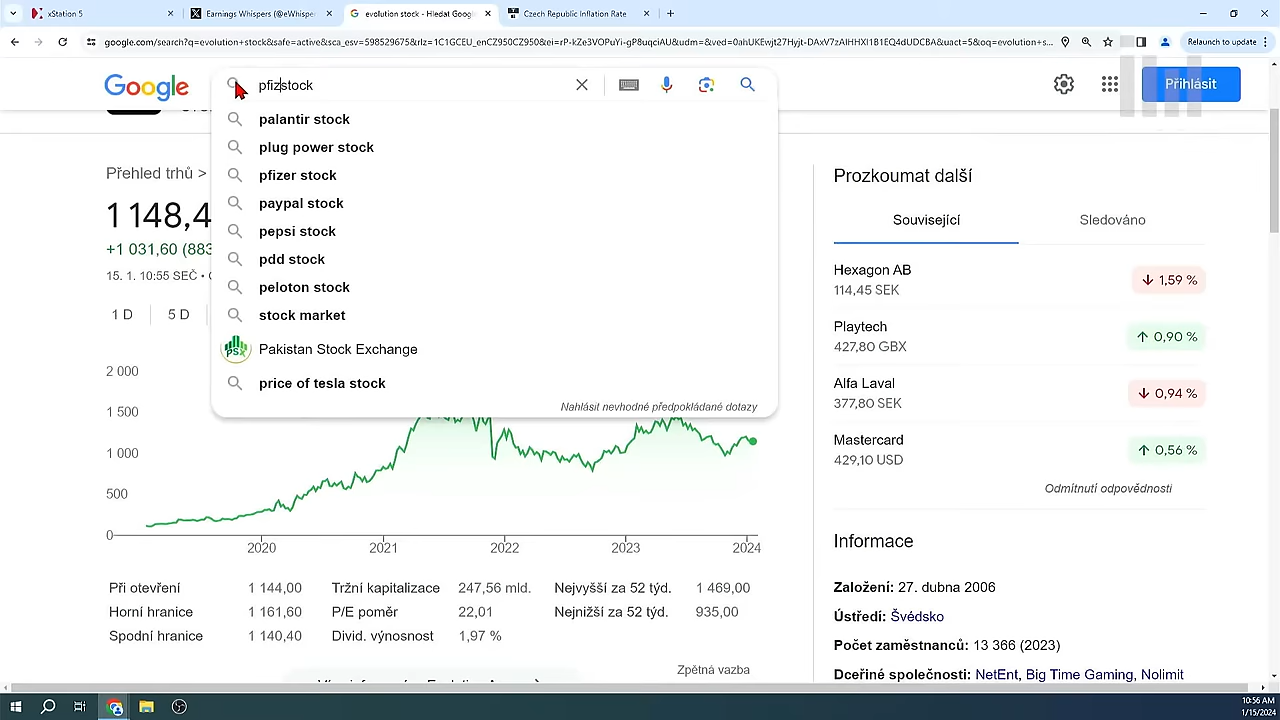 xStation 5
Earnings Whispers (@eWhisper
evolution stock - Hledat Goog
Czech Republic Inflation Rate
google.com/search?q=evolution+stock&safe=active&sca_esv=598529675&rlz=1C1GCEU_enCZ950CZ950&ei=rP-kZe3VOPuYi-gP8uqciAU&udm=&ved=0ahUKEwjt27Hyjt-DAxV7zAIHHXI1B1EQ4dUDCBA&uact=5&oq=evolution+s...
Relaunch to update
Google
pfizstock
Přihlásit
palantir stock
plug power stock
pfizer stock
paypal stock
pepsi stock
pdd stock
peloton stock
stock market
PSX
Pakistan Stock Exchange
price of tesla stock
Nahlásit nevhodné předpokládané dotazy
Přehled trhů >
1 148,4
+1 031,60 (883
15. 1. 10:55 SEČ •
1 D
5 D
2 000
1 500
1 000
500
0
2020
2021
2022
2023
2024
Při otevření 1 144,00 Tržní kapitalizace 247,56 mld. Nejvyšší za 52 týd. 1 469,00
Horní hranice 1 161,60 P/E poměr 22,01 Nejnižší za 52 týd. 935,00
Spodní hranice 1 140,40 Divid. výnosnost 1,97 %
Zpětná vazba
Prozkoumat další
Související
Sledováno
Hexagon AB
114,45 SEK
1,59 %
Playtech
427,80 GBX
0,90 %
Alfa Laval
377,80 SEK
0,94 %
Mastercard
429,10 USD
0,56 %
Odmítnutí odpovědnosti
Informace
Založení: 27. dubna 2006
Ústředí: Švédsko
Počet zaměstnanců: 13 366 (2023)
Dceřiné společnosti: NetEnt, Big Time Gaming, Nolimit
10:56 AM
1/15/2024